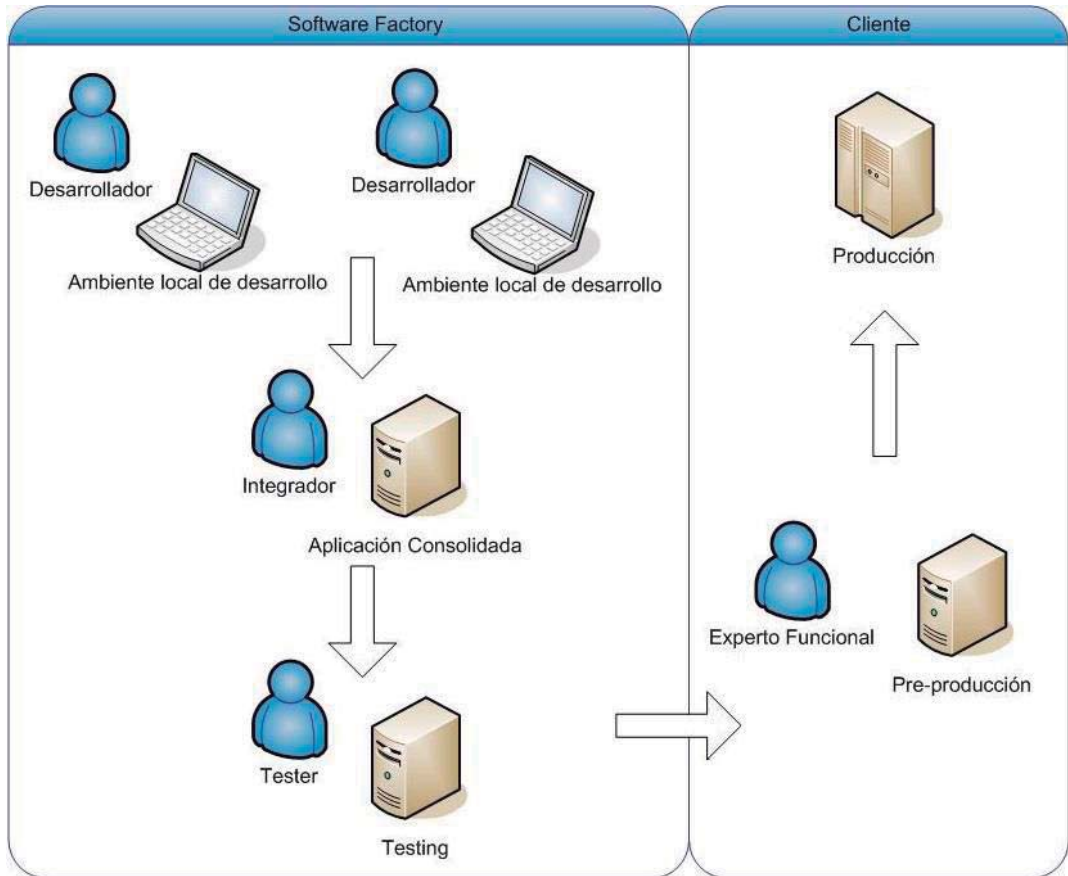 Software Factory
Cliente
Desarrollador
Desarrollador
Ambiente local de desarrollo
Ambiente local de desarrollo
Integrador
Aplicación Consolidada
Tester
Testing
Producción
Experto Funcional
Pre-producción